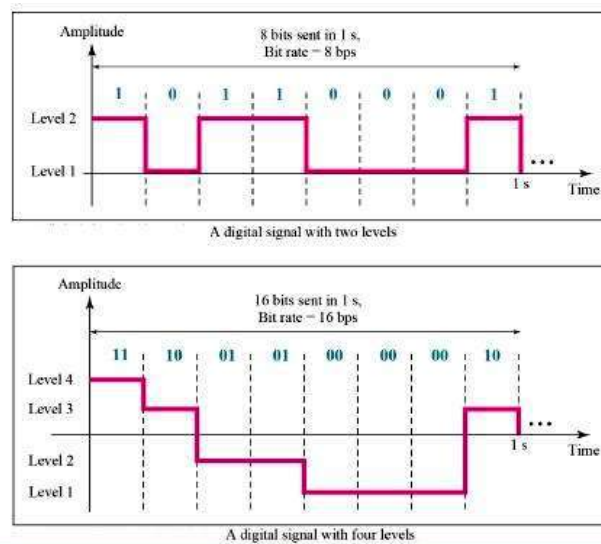 Amplitude
8 bits sent in 1 s,
Bit rate = 8 bps
1 0 1 1 0 0 0 1
Level 2
Level 1
...
1 s
Time
A digital signal with two levels
Amplitude
16 bits sent in 1 s,
Bit rate = 16 bps
11 10 01 01 00 00 00 10
Level 4
Level 3
...
1 s
Time
Level 2
Level 1
A digital signal with four levels